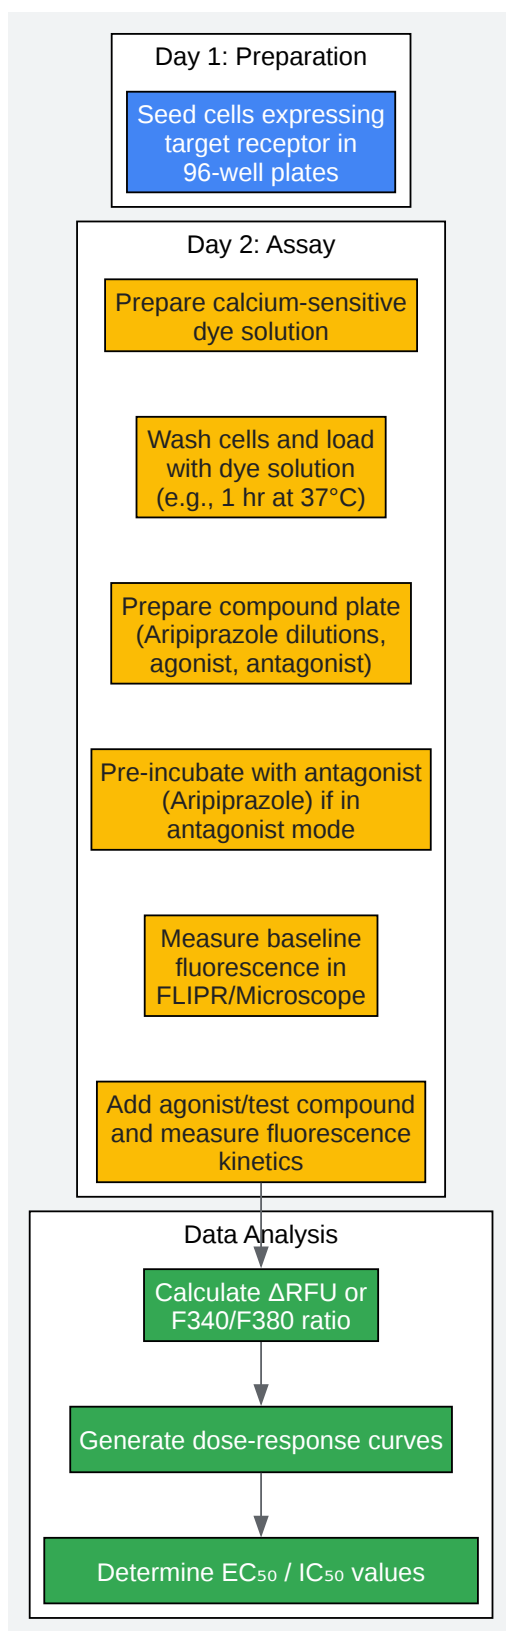 Day 1: Preparation
Seed cells expressing
target receptor in
96-well plates
Day 2: Assay
Prepare calcium-sensitive
dye solution
Wash cells and load
with dye solution
(e.g., 1 hr at 37°C)
Prepare compound plate
(Aripiprazole dilutions,
agonist, antagonist)
Pre-incubate with antagonist
(Aripiprazole) if in
antagonist mode
Measure baseline
fluorescence in
FLIPR/Microscope
Add agonist/test compound
and measure fluorescence
kinetics
Data Analysis
Calculate ΔRFU or
F340/F380 ratio
Generate dose-response curves
Determine EC₅₀ / IC₅₀ values